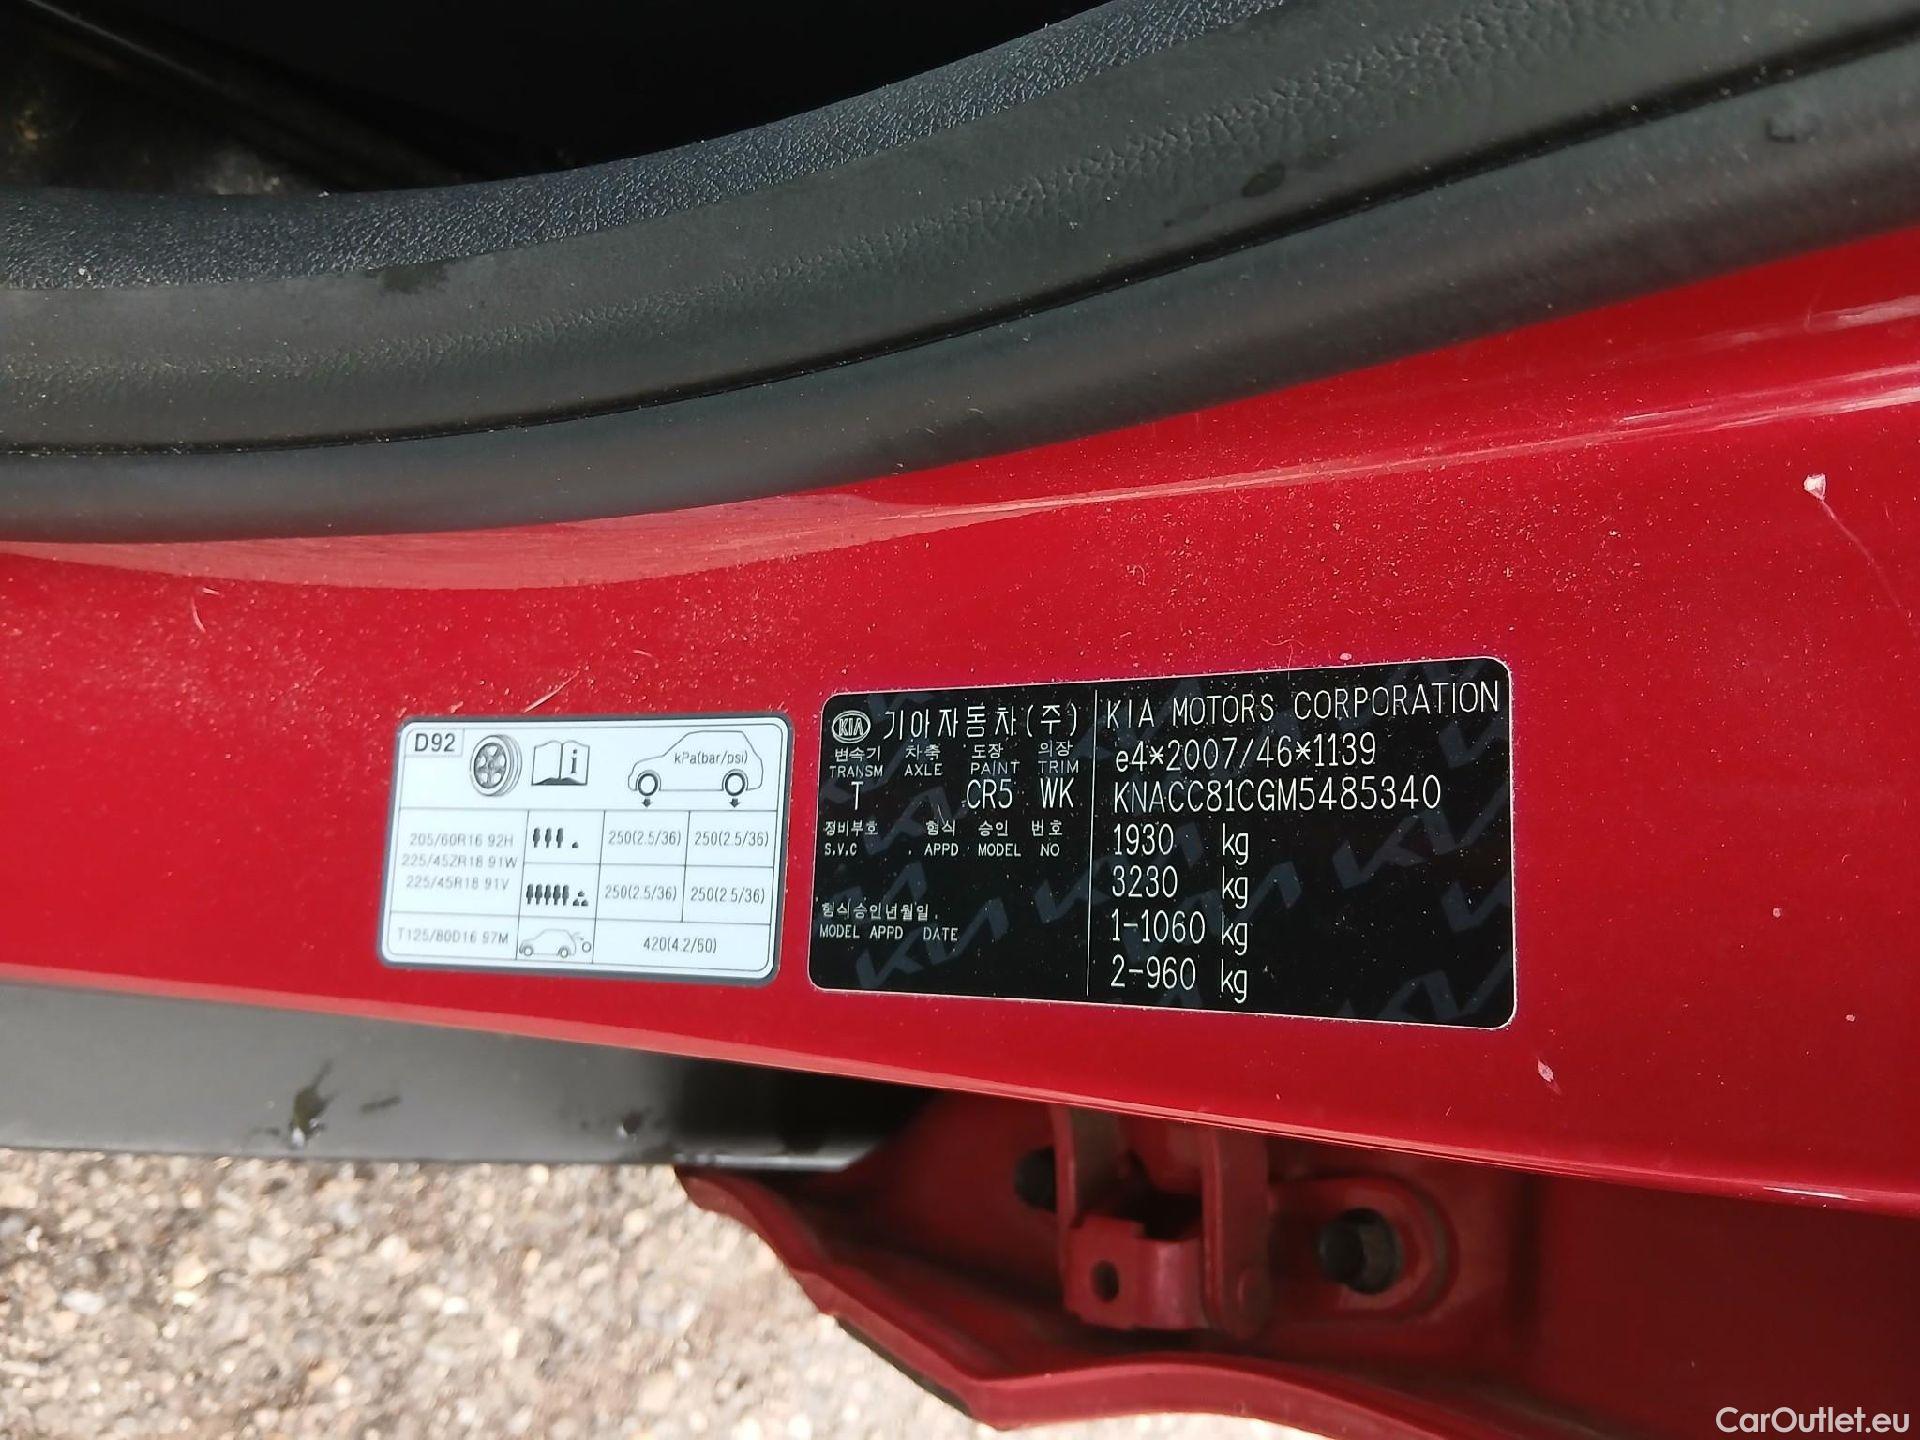 D92
kPa(bar/psi)
205/60R16 92H
225/45ZR18 91W
225/45R18 91V
250(2.5/36) 250(2.5/36)
250(2.5/36) 250(2.5/36)
T125/80D16 97M
420(4.2/60)
KIA 기아자동차(주)
변속기 차축 도장 의장
TRANSM AXLE PAINT TRIM
T CR5 WK
정비부호 형식 승인 번호
S.V.C . APPD MODEL NO
형식승인년월일.
MODEL APPD DATE
KIA MOTORS CORPORATION
e4*2007/46*1139
KNACC81CGM5485340
1930 kg
3230 kg
1-1060 kg
2-960 kg
CarOutlet.eu